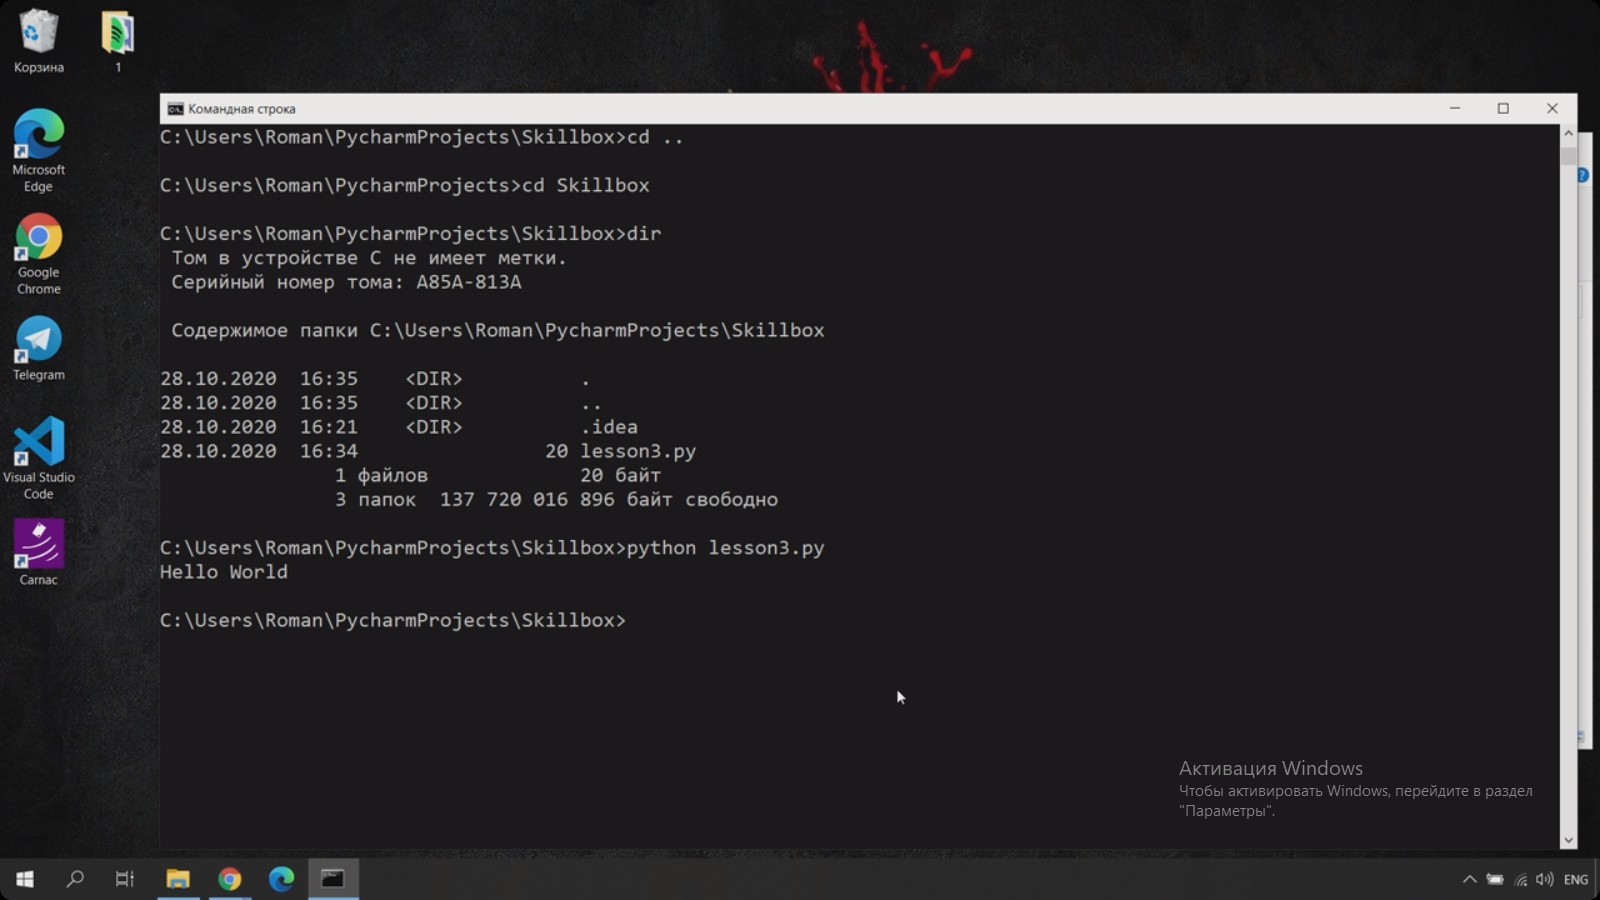 Корзина
1
Microsoft
Edge
Google
Chrome
Telegram
Visual Studio
Code
Carnac
Командная строка
C:\Users\Roman\PycharmProjects\Skillbox>cd ..
C:\Users\Roman\PycharmProjects>cd Skillbox
C:\Users\Roman\PycharmProjects\Skillbox>dir
Том в устройстве C не имеет метки.
Серийный номер тома: A85A-813A
Содержимое папки C:\Users\Roman\PycharmProjects\Skillbox
28.10.2020  16:35    <DIR>          .
28.10.2020  16:35    <DIR>          ..
28.10.2020  16:21    <DIR>          .idea
28.10.2020  16:34                20 lesson3.py
1 файлов             20 байт
3 папок  137 720 016 896 байт свободно
C:\Users\Roman\PycharmProjects\Skillbox>python lesson3.py
Hello World
C:\Users\Roman\PycharmProjects\Skillbox>
Активация Windows
Чтобы активировать Windows, перейдите в раздел
"Параметры".
ENG